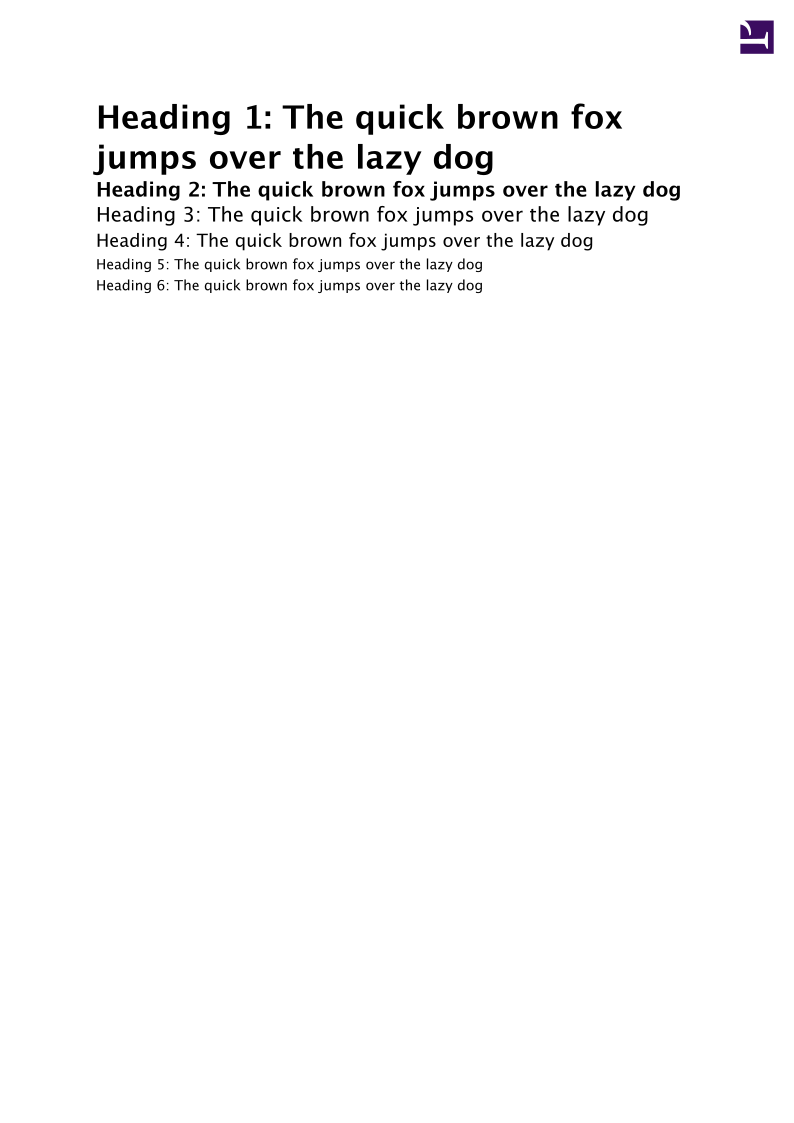 Heading 1: The quick brown fox
jumps over the lazy dog
Heading 2: The quick brown fox jumps over the lazy dog
Heading 3: The quick brown fox jumps over the lazy dog
Heading 4: The quick brown fox jumps over the lazy dog
Heading 5: The quick brown fox jumps over the lazy dog
Heading 6: The quick brown fox jumps over the lazy dog